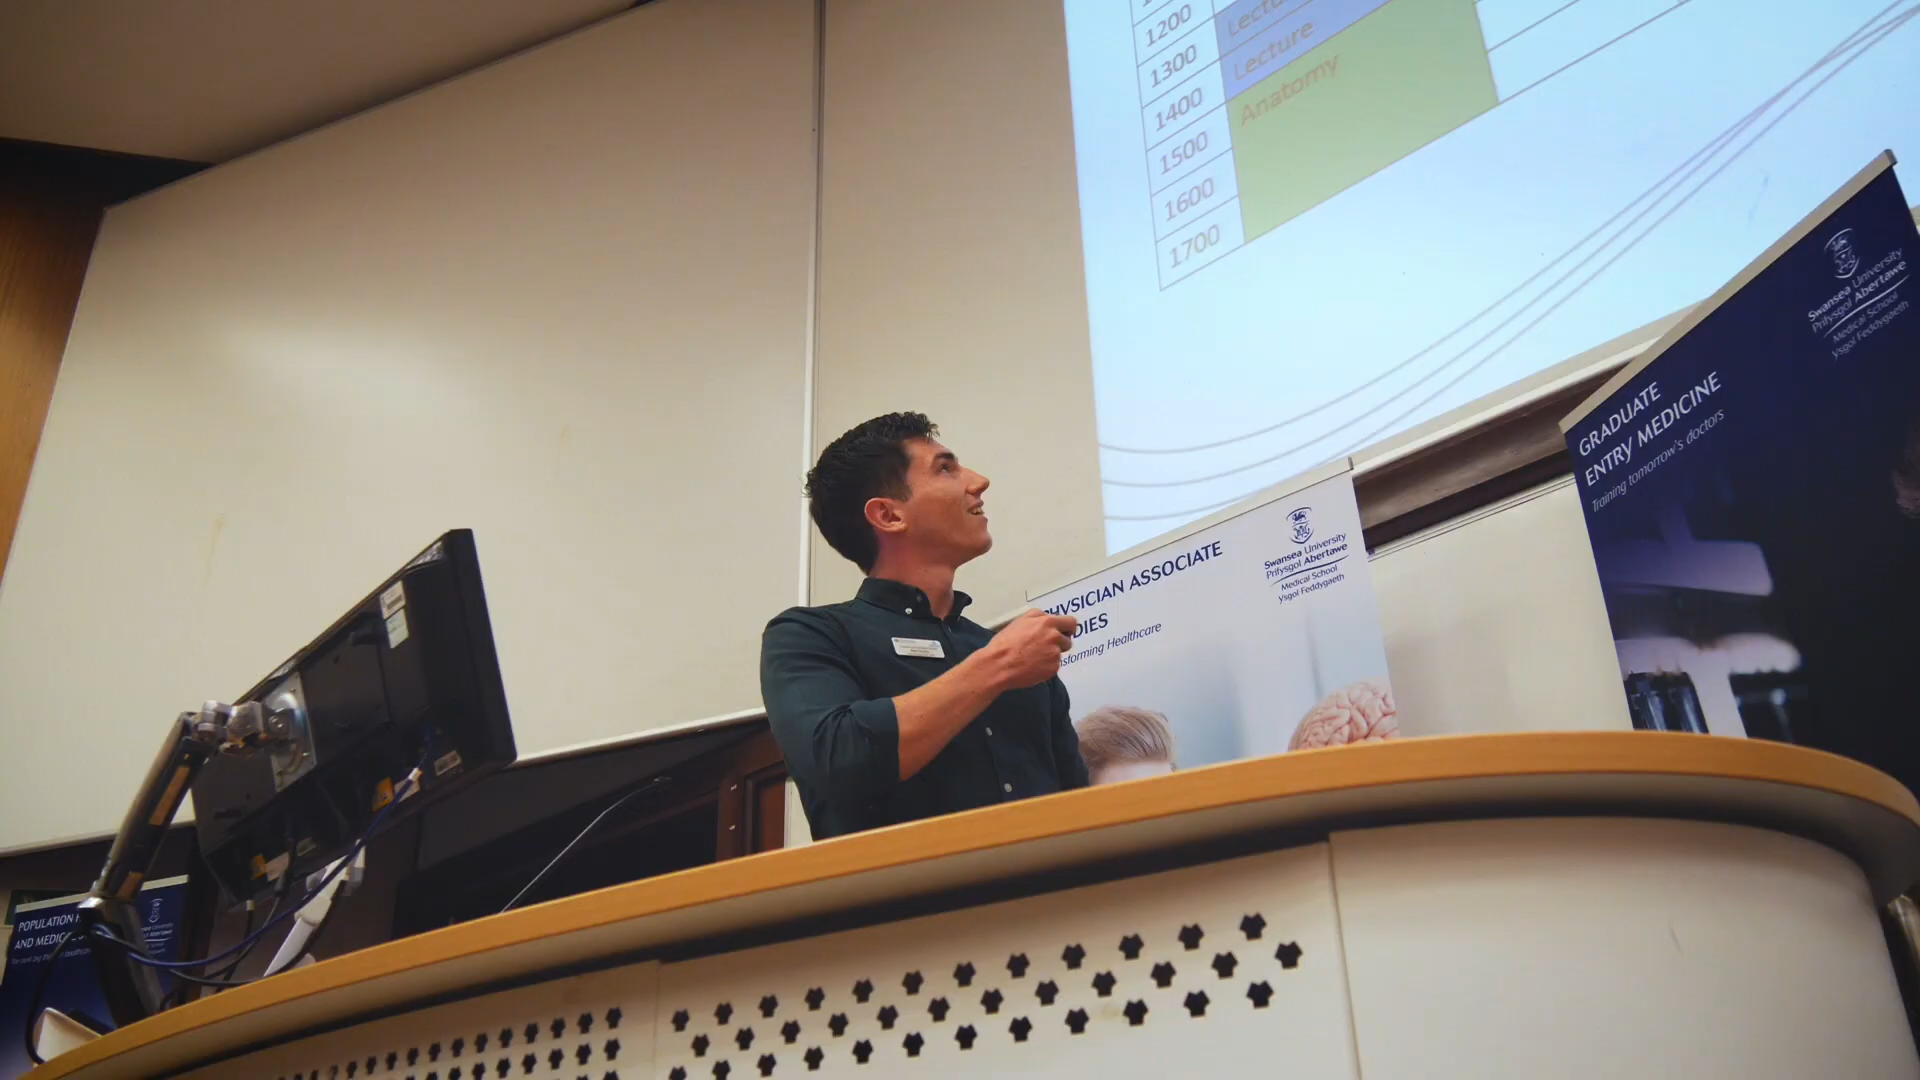 1200
1300
1400
1500
1600
1700
Lecture
Anatomy
Swansea University
Prifysgol Abertawe
Medical School
Ysgol Feddygaeth
GRADUATE
ENTRY MEDICINE
Training tomorrow's doctors
PHYSICIAN ASSOCIATE
DIES
nsforming Healthcare
Swansea University
Prifysgol Abertawe
Medical School
Ysgol Feddygaeth
POPULATION
AND MEDIC